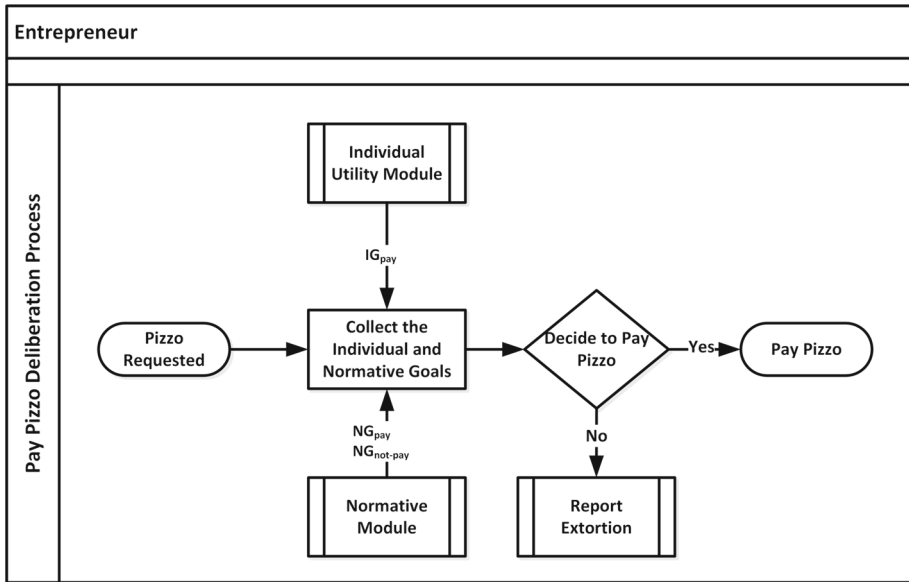 Entrepreneur
Pay Pizzo Deliberation Process
Individual
Utility Module
IGpay
Pizzo
Requested
Collect the
Individual and
Normative Goals
Decide to Pay
Pizzo
Yes
Pay Pizzo
NGpay
NGnot-pay
No
Normative
Module
Report
Extortion